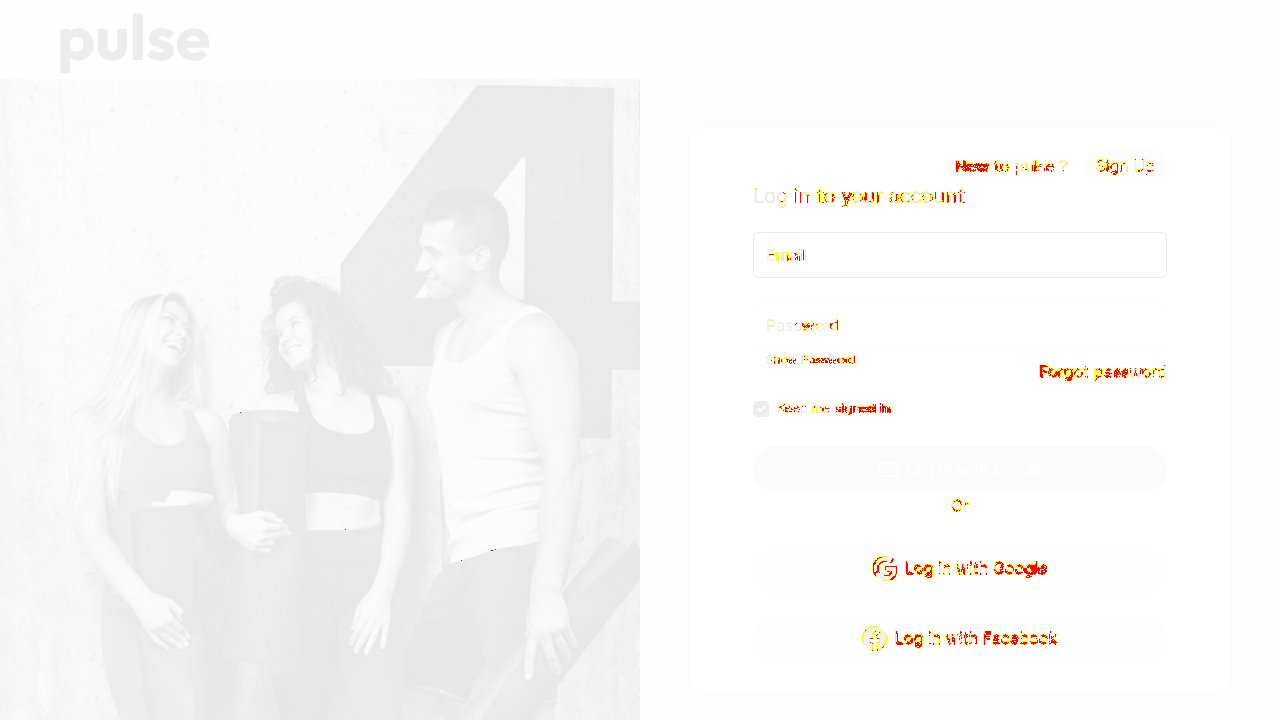 pulse
New to pulse ? Sign Up
Log in to your account
Email
Password
Show Password
Forgot password
Keep me signed in
Log in with E-mail
Or
Log in with Google
Log in with Facebook